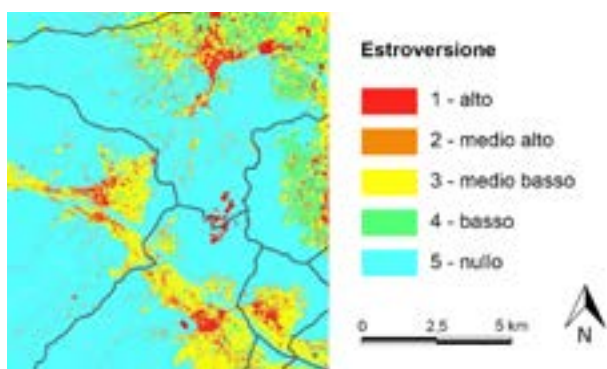 Estroversione
1 - alto
2 - medio alto
3 - medio basso
4 - basso
5 - nullo
0 2,5 5 km
N